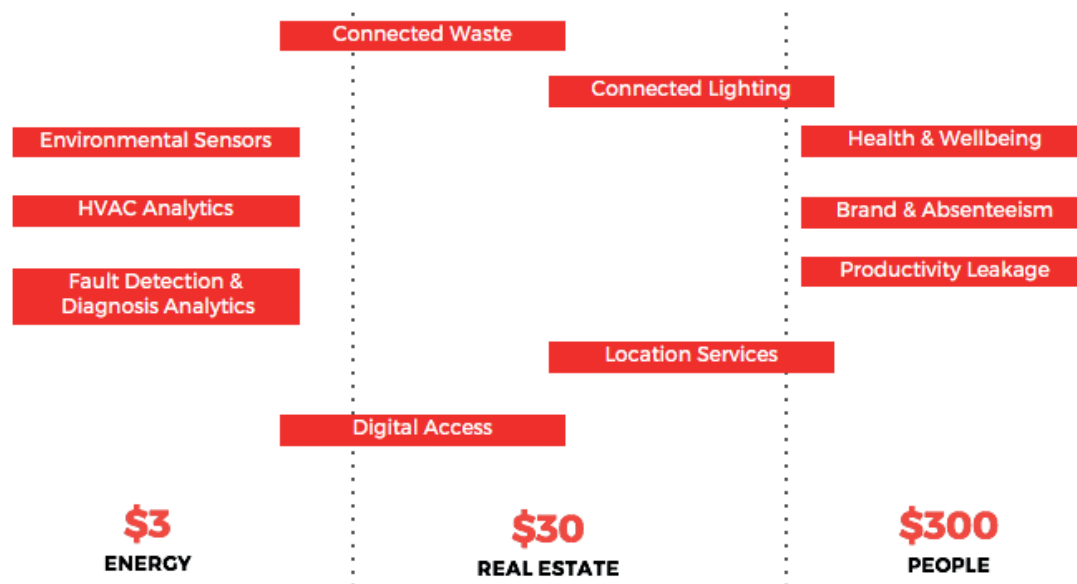 Connected Waste
Connected Lighting
Environmental Sensors
Health & Wellbeing
HVAC Analytics
Brand & Absenteeism
Productivity Leakage
Fault Detection &
Diagnosis Analytics
Location Services
Digital Access
$3
ENERGY
$30
REAL ESTATE
$300
PEOPLE